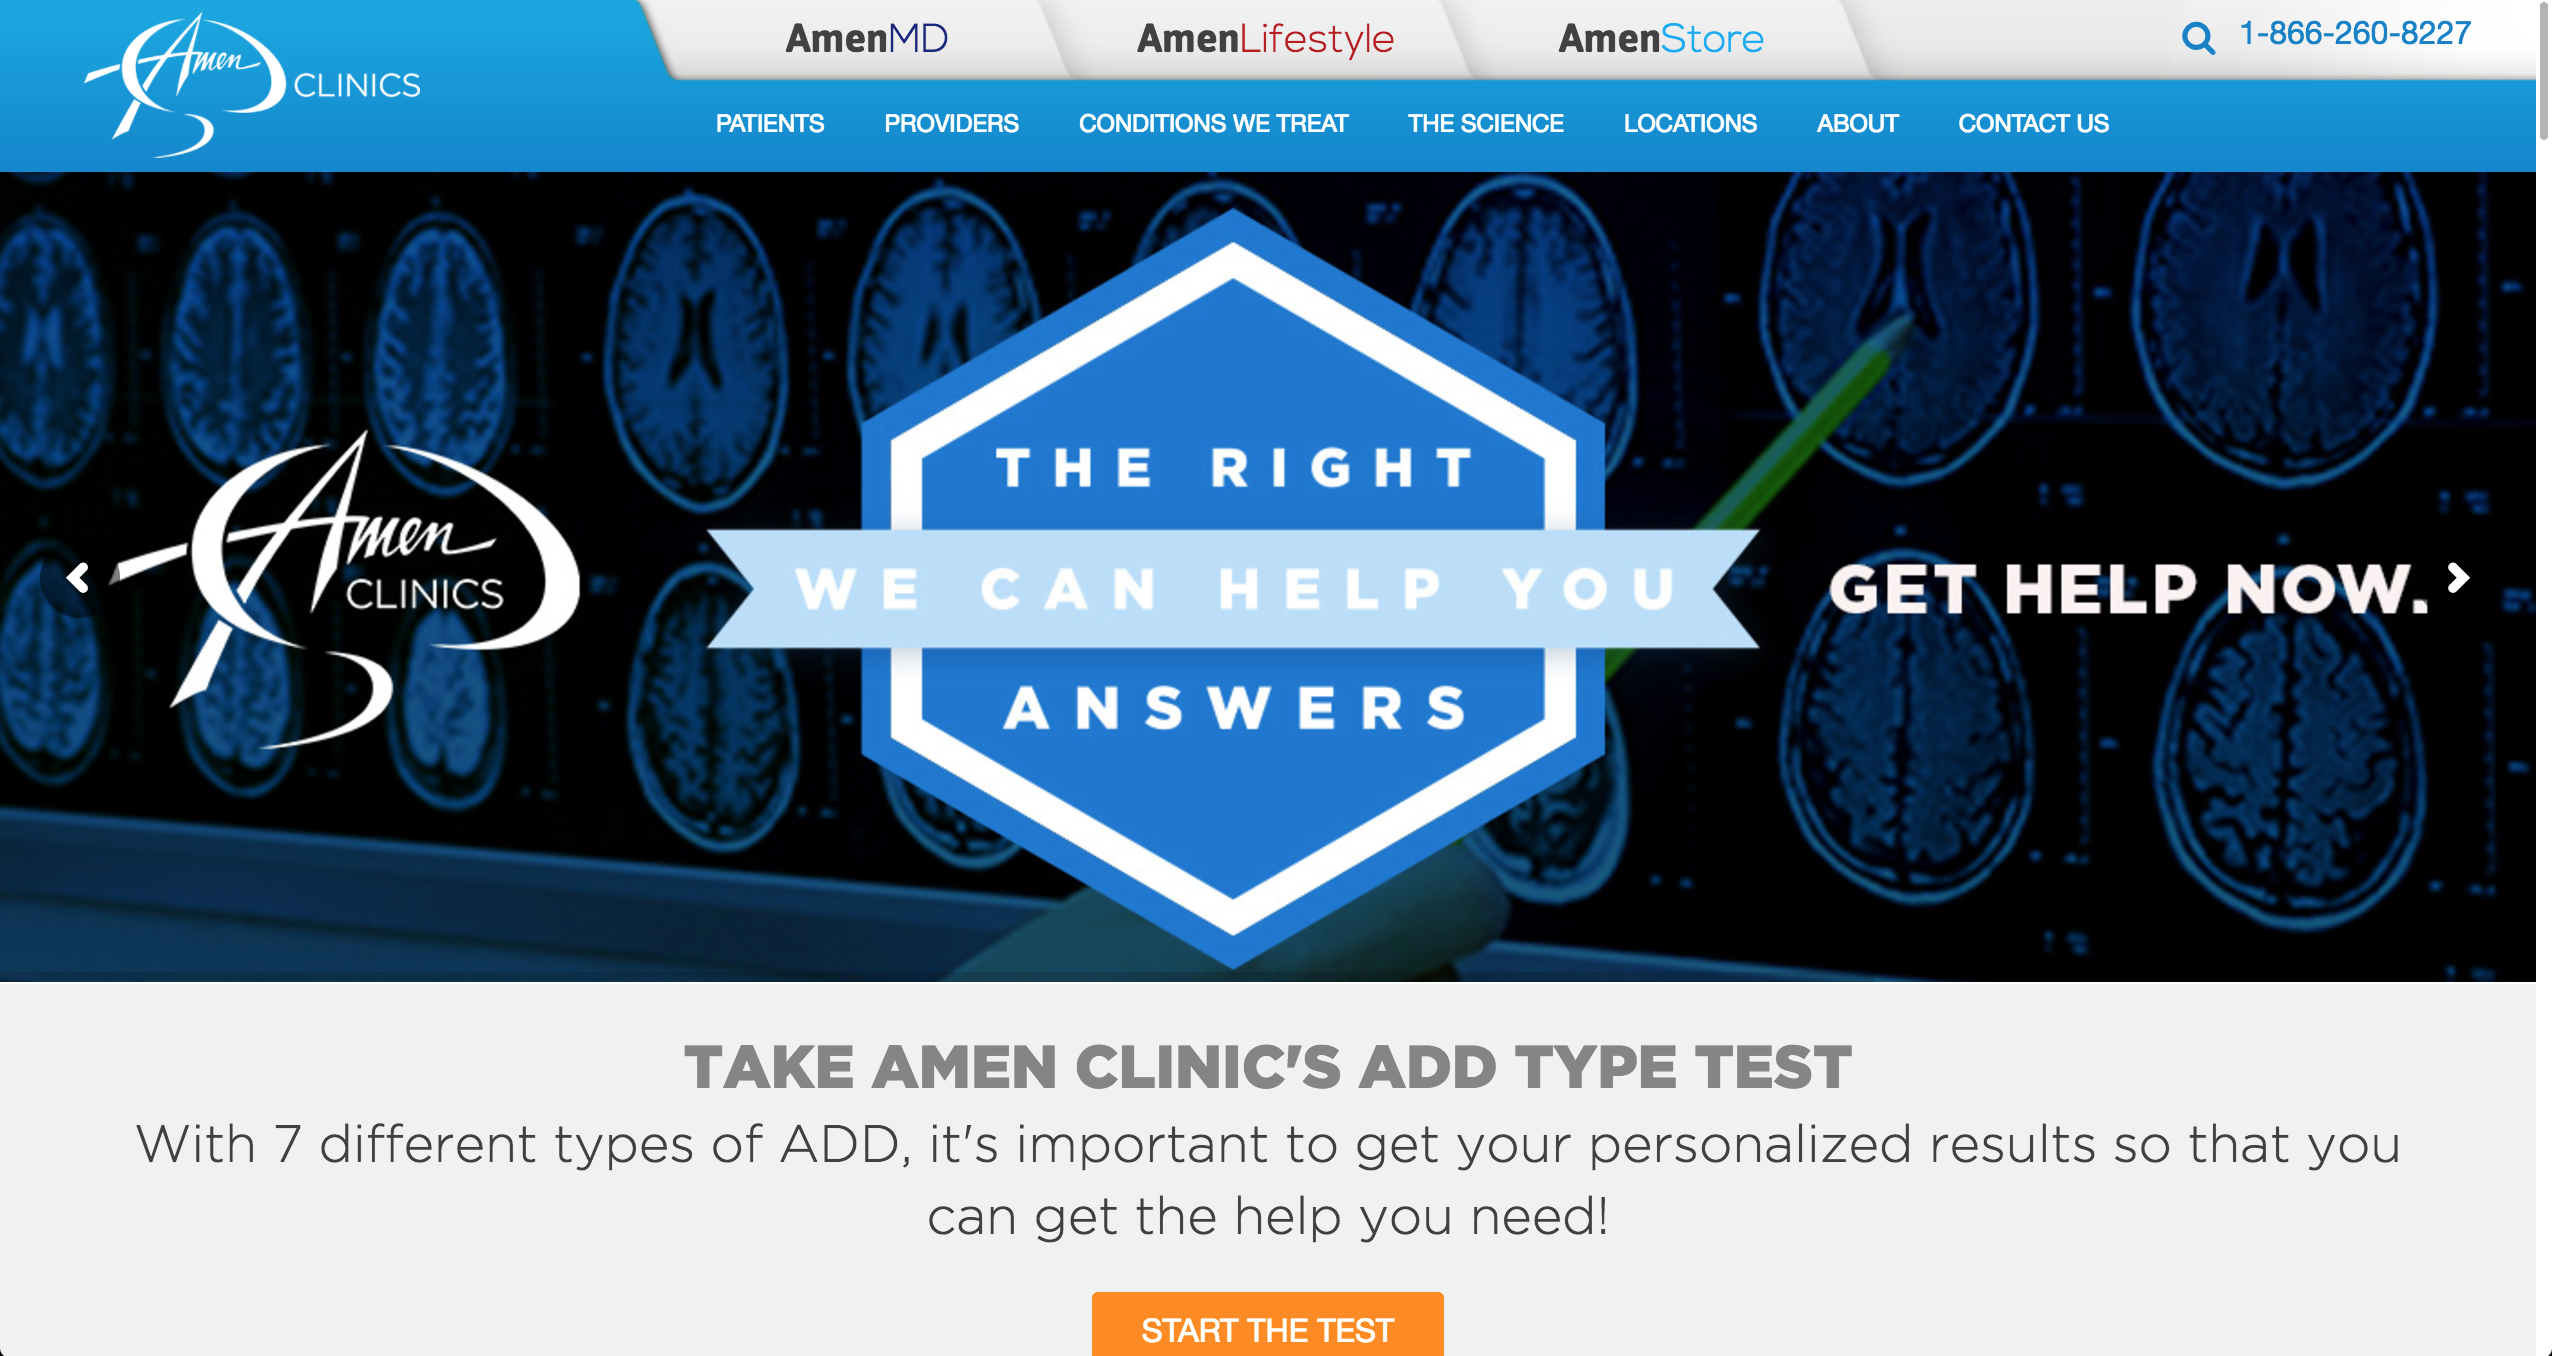 Amen CLINICS
AmenMD
AmenLifestyle
AmenStore
1-866-260-8227
PATIENTS
PROVIDERS
CONDITIONS WE TREAT
THE SCIENCE
LOCATIONS
ABOUT
CONTACT US
Amen
CLINICS
THE RIGHT
WE CAN HELP YOU
ANSWERS
GET HELP NOW.
TAKE AMEN CLINIC'S ADD TYPE TEST
With 7 different types of ADD, it's important to get your personalized results so that you
can get the help you need!
START THE TEST